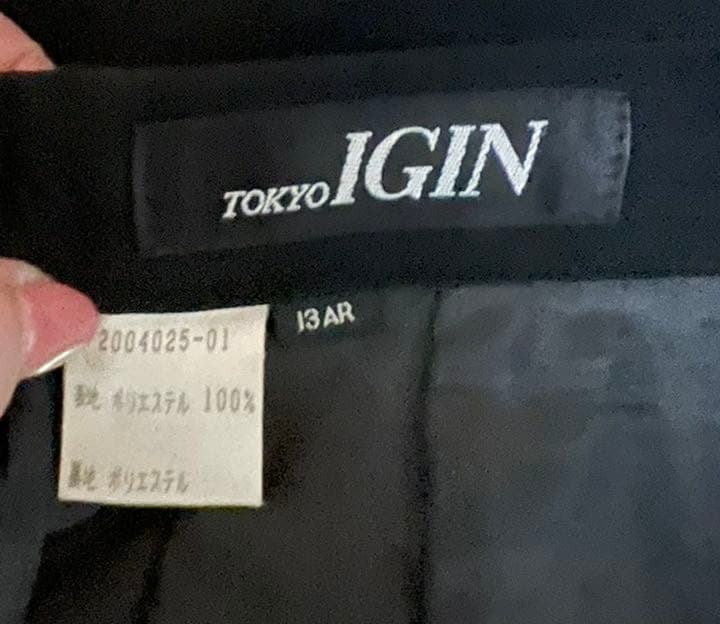 TOKYO IGIN
13AR
2004025-01
表地 ポリエステル 100%
裏地 ポリエステル